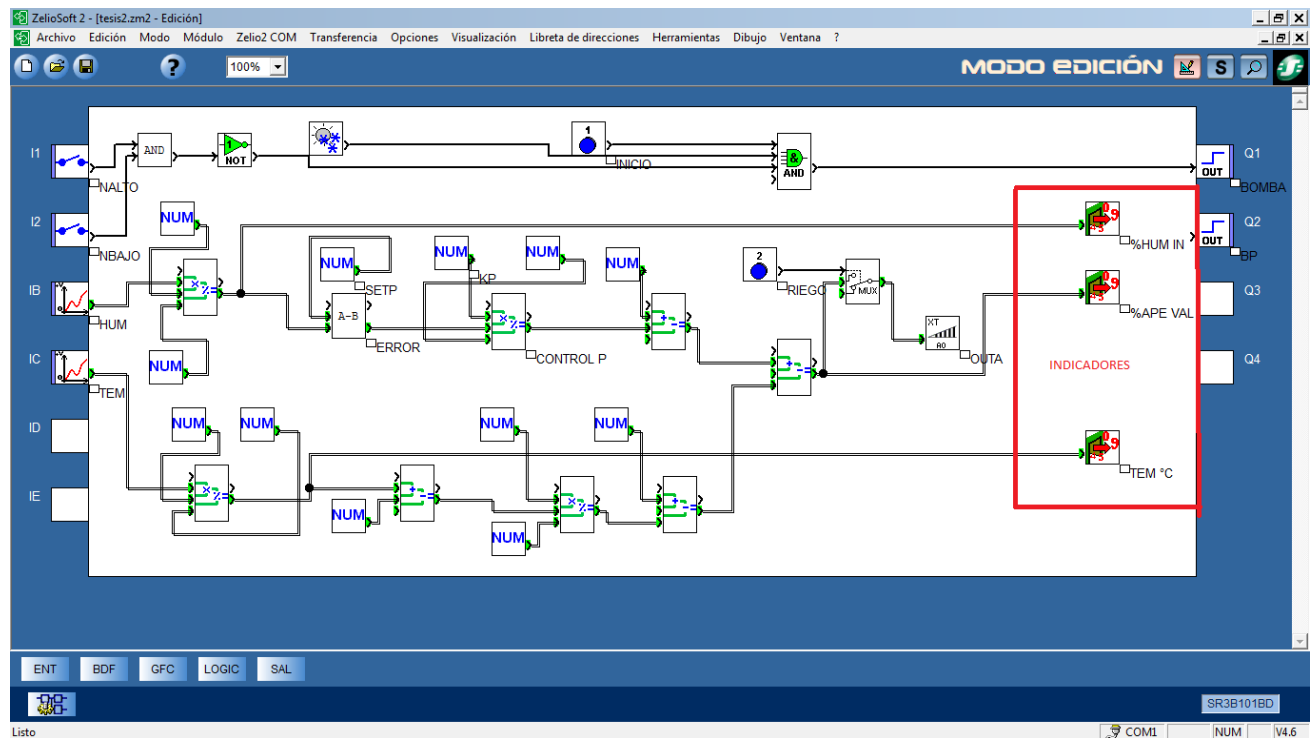 ZelioSoft 2 - [tesis2.zm2 - Edición]
Archivo Edición Modo Módulo Zelio2 COM Transferencia Opciones Visualización Libreta de direcciones Herramientas Dibujo Ventana ?
? 100% MODO EDICIÓN S
I1 AND 1 NOT 1 INICIO & AND OUT Q1
NALTO BOMBA
I2 NUM %HUM IN OUT Q2
NBAJO NUM NUM NUM NUM 2 BP
IB HUM SETP KP RIEGO MUX %APE VAL Q3
A-B XT A0
ERROR CONTROL P OUTA
IC NUM INDICADORES Q4
TEM
ID NUM NUM NUM NUM
TEM °C
IE NUM
NUM
ENT BDF GFC LOGIC SAL
SR3B101BD
Listo COM1 NUM V4.6